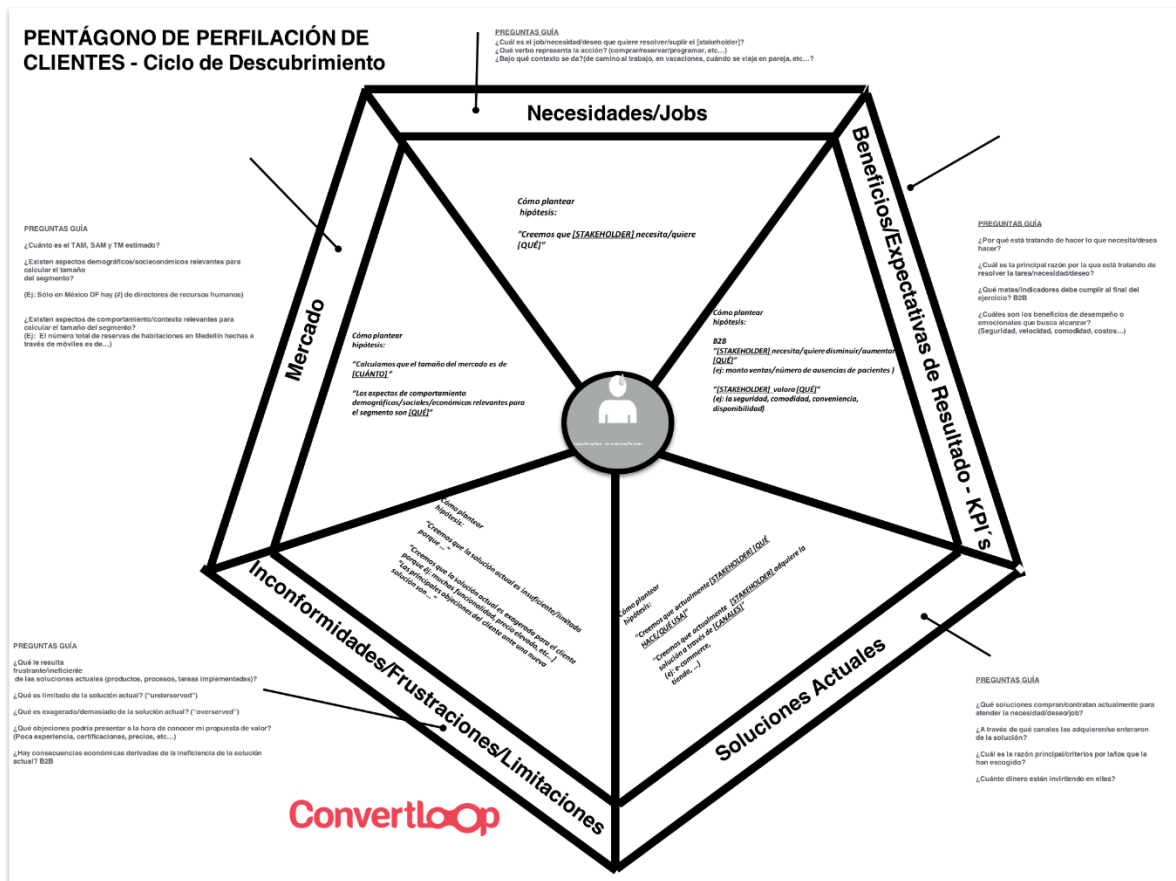 PENTÁGONO DE PERFILACIÓN DE
CLIENTES - Ciclo de Descubrimiento
PREGUNTAS GUÍA
¿Cuál es el job/necesidad/deseo que quiere resolver/suplir el [stakeholder]?
¿Qué verbo representa la acción? (comprar/reservar/programar, etc...)
¿Bajo qué contexto se da?(de camino al trabajo, en vacaciones, cuándo se viaja en pareja, etc...?
Necesidades/Jobs
Cómo plantear
hipótesis:
“Creemos que [STAKEHOLDER] necesita/quiere
[QUÉ]”
Beneficios/Expectativas de Resultado - KPI´s
PREGUNTAS GUÍA
¿Por qué está tratando de hacer lo que necesita/desea
hacer?
¿Cuál es la principal razón por la que está tratando de
resolver la tarea/necesidad/deseo?
¿Qué metas/indicadores debe cumplir al final del
ejercicio? B2B
¿Cuáles son los beneficios de desempeño o
emocionales que busca alcanzar?
(Seguridad, velocidad, comodidad, costos...)
Cómo plantear
hipótesis:
B2B
“[STAKEHOLDER] necesita/quiere disminuir/aumentar
[QUÉ]”
(ej: monto ventas/número de ausencias de pacientes )
“[STAKEHOLDER] valora [QUÉ]”
(ej: la seguridad, comodidad, conveniencia,
disponibilidad)
PREGUNTAS GUÍA
¿Cuánto es el TAM, SAM y TM estimado?
¿Existen aspectos demográficos/socieconómicos relevantes para
calcular el tamaño
del segmento?
(Ej: Sólo en México DF hay (#) de directores de recursos humanos)
¿Existen aspectos de comportamiento/contexto relevantes para
calcular el tamaño del segmento?
(Ej: El número total de reservas de habitaciones en Medellín hechas a
través de móviles es de...)
Mercado
Cómo plantear
hipótesis:
“Calculamos que el tamaño del mercado es de
[CUÁNTO]”
“Los aspectos de comportamiento
demográficos/sociales/económicos relevantes para
el segmento son [QUÉ]”
Cómo plantear
hipótesis:
“Creemos que la solución actual es insuficiente/limitada
porque ...”
“Creemos que la solución actual es exagerada para el cliente
porque Ej: muchas funcionalidad, precio elevado, etc...)
“Las principales objeciones del cliente ante una nueva
solución son ...”
Inconformidades/Frustraciones/Limitaciones
PREGUNTAS GUÍA
¿Qué le resulta
frustrante/ineficiente
de las soluciones actuales (productos, procesos, tareas implementadas)?
¿Qué es limitado de la solución actual? (“underserved”)
¿Qué es exagerado/demasiado de la solución actual? (“overserved”)
¿Qué objeciones podría presentar a la hora de conocer mi propuesta de valor?
(Poca experiencia, certificaciones, precios, etc...)
¿Hay consecuencias económicas derivadas de la ineficiencia de la solución
actual? B2B
Cómo plantear
hipótesis:
“Creemos que actualmente [STAKEHOLDER] [QUÉ
HACE/QUÉ USA]”
“Creemos que actualmente [STAKEHOLDER] adquiere la
solución a través de [CANALES]”
(ej: e-commerce,
tienda, ...)
Soluciones Actuales
PREGUNTAS GUÍA
¿Qué soluciones compran/contratan actualmente para
atender la necesidad/deseo/job?
¿A través de qué canales las adquieren/se enteraron
de la solución?
¿Cuál es la razón principal/criterios por la/los que la
han escogido?
¿Cuánto dinero están invirtiendo en ellas?
ConvertLoop